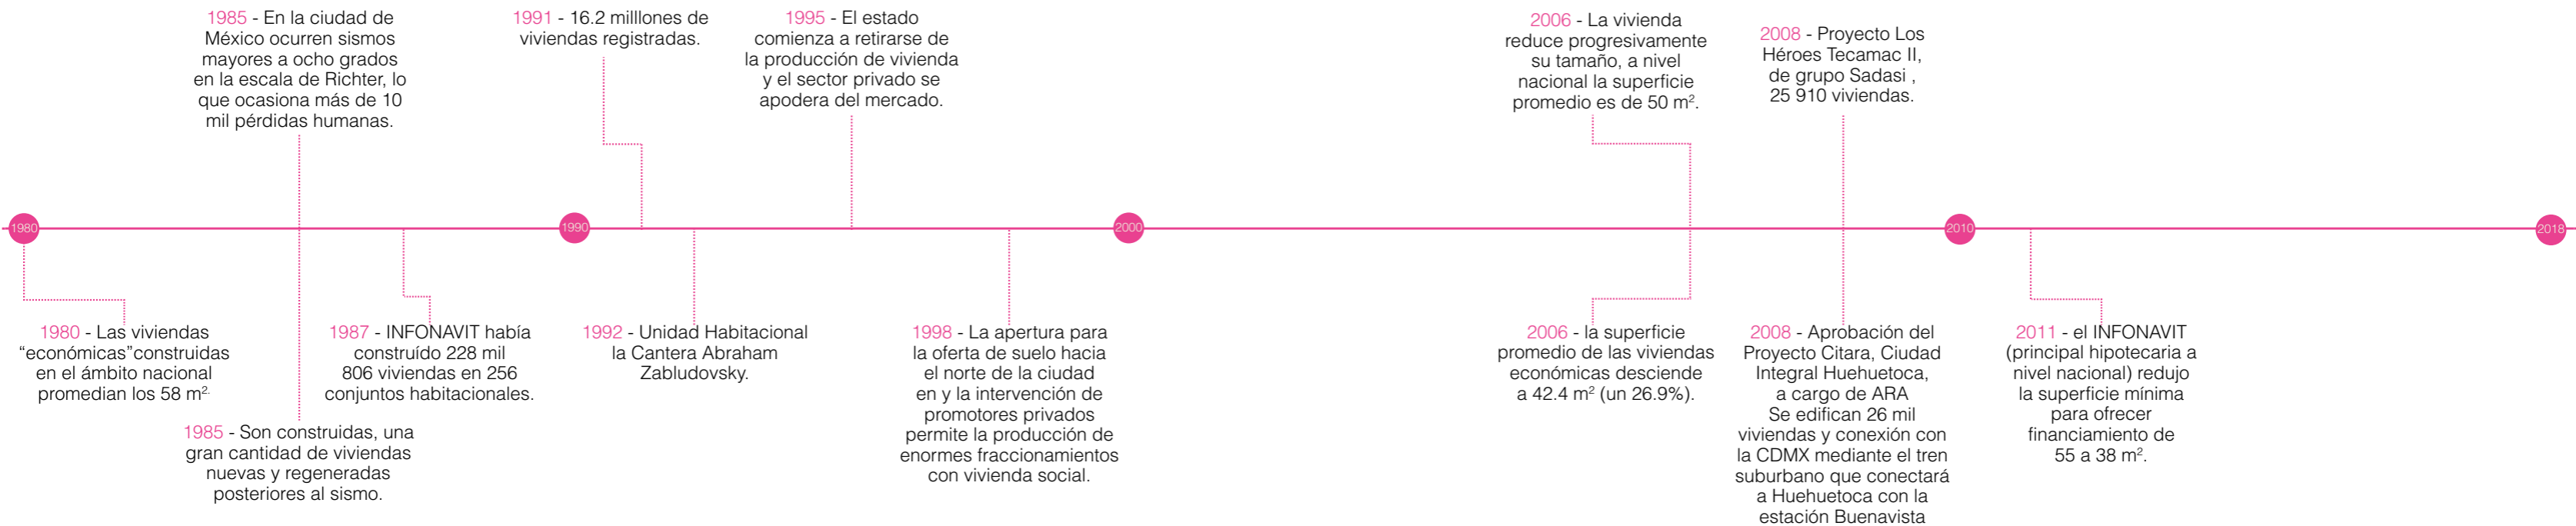 1985 - En la ciudad de
México ocurren sismos
mayores a ocho grados
en la escala de Richter, lo
que ocasiona más de 10
mil pérdidas humanas.
1991 - 16.2 milllones de
viviendas registradas.
1995 - El estado
comienza a retirarse de
la producción de vivienda
y el sector privado se
apodera del mercado.
2006 - La vivienda
reduce progresivamente
su tamaño, a nivel
nacional la superficie
promedio es de 50 m².
2008 - Proyecto Los
Héroes Tecamac II,
de grupo Sadasi ,
25 910 viviendas.
1980
1990
2000
2010
2018
1980 - Las viviendas
“económicas”construidas
en el ámbito nacional
promedian los 58 m².
1985 - Son construidas, una
gran cantidad de viviendas
nuevas y regeneradas
posteriores al sismo.
1987 - INFONAVIT había
construído 228 mil
806 viviendas en 256
conjuntos habitacionales.
1992 - Unidad Habitacional
la Cantera Abraham
Zabludovsky.
1998 - La apertura para
la oferta de suelo hacia
el norte de la ciudad
en y la intervención de
promotores privados
permite la producción de
enormes fraccionamientos
con vivienda social.
2006 - la superficie
promedio de las viviendas
económicas desciende
a 42.4 m² (un 26.9%).
2008 - Aprobación del
Proyecto Citara, Ciudad
Integral Huehuetoca,
a cargo de ARA
Se edifican 26 mil
viviendas y conexión con
la CDMX mediante el tren
suburbano que conectará
a Huehuetoca con la
estación Buenavista
2011 - el INFONAVIT
(principal hipotecaria a
nivel nacional) redujo
la superficie mínima
para ofrecer
financiamiento de
55 a 38 m².